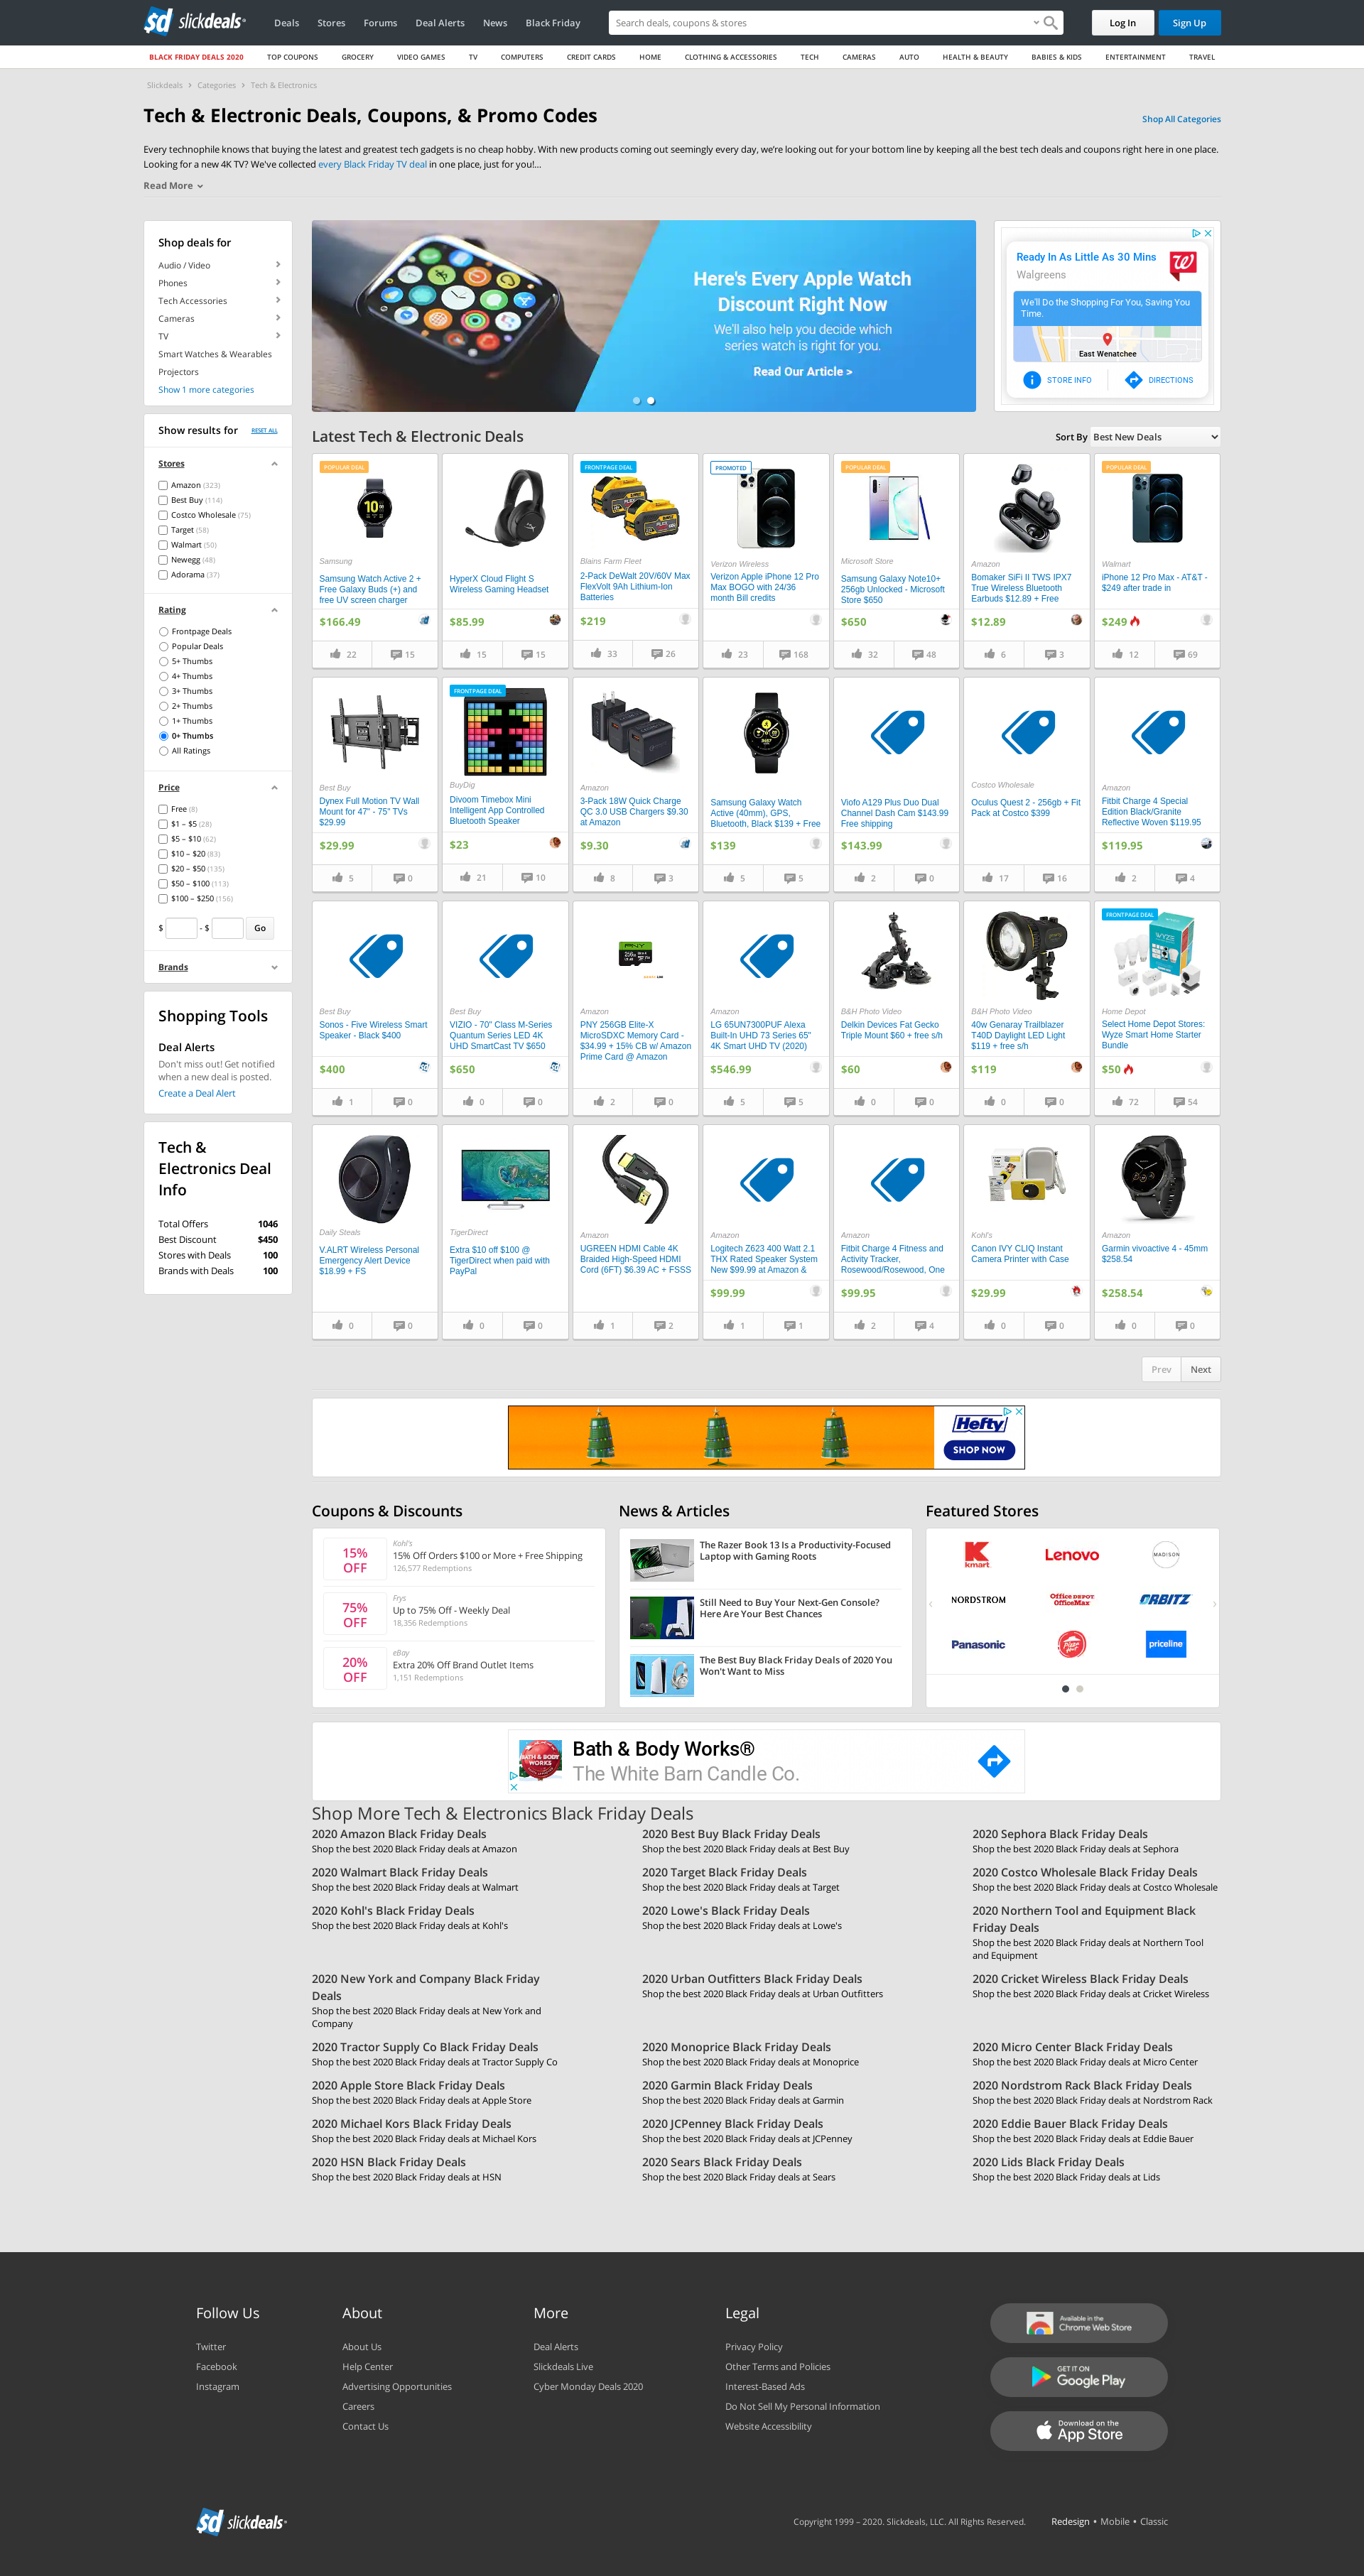 sd slickdeals
Deals Stores Forums Deal Alerts News Black Friday
Search deals, coupons & stores
Log In Sign Up
BLACK FRIDAY DEALS 2020 TOP COUPONS GROCERY VIDEO GAMES TV COMPUTERS CREDIT CARDS HOME CLOTHING & ACCESSORIES TECH CAMERAS AUTO HEALTH & BEAUTY BABIES & KIDS ENTERTAINMENT TRAVEL
Slickdeals > Categories > Tech & Electronics
Tech & Electronic Deals, Coupons, & Promo Codes
Shop All Categories
Every technophile knows that buying the latest and greatest tech gadgets is no cheap hobby. With new products coming out seemingly every day, we're looking out for your bottom line by keeping all the best tech deals and coupons right here in one place.
Looking for a new 4K TV? We've collected every Black Friday TV deal in one place, just for you!...
Read More
Shop deals for
Audio / Video
Phones
Tech Accessories
Cameras
TV
Smart Watches & Wearables
Projectors
Show 1 more categories
Show results for RESET ALL
Stores
Amazon (323)
Best Buy (114)
Costco Wholesale (75)
Target (58)
Walmart (50)
Newegg (48)
Adorama (37)
Rating
Frontpage Deals
Popular Deals
5+ Thumbs
4+ Thumbs
3+ Thumbs
2+ Thumbs
1+ Thumbs
0+ Thumbs
All Ratings
Price
Free (8)
$1 – $5 (28)
$5 – $10 (62)
$10 – $20 (83)
$20 – $50 (135)
$50 – $100 (113)
$100 – $250 (156)
$ - $ Go
Brands
Shopping Tools
Deal Alerts
Don't miss out! Get notified
when a new deal is posted.
Create a Deal Alert
Tech &
Electronics Deal
Info
Total Offers 1046
Best Discount $450
Stores with Deals 100
Brands with Deals 100
Here's Every Apple Watch
Discount Right Now
We'll also help you decide which
series watch is right for you.
Read Our Article >
Ready In As Little As 30 Mins
Walgreens
We'll Do the Shopping For You, Saving You
Time.
East Wenatchee
STORE INFO DIRECTIONS
Latest Tech & Electronic Deals
Sort By Best New Deals
POPULAR DEAL
Samsung
Samsung Watch Active 2 +
Free Galaxy Buds (+) and
free UV screen charger
$166.49
22 15
HyperX Cloud Flight S
Wireless Gaming Headset
$85.99
15 15
FRONTPAGE DEAL
Blains Farm Fleet
2-Pack DeWalt 20V/60V Max
FlexVolt 9Ah Lithium-Ion
Batteries
$219
33 26
PROMOTED
Verizon Wireless
Verizon Apple iPhone 12 Pro
Max BOGO with 24/36
month Bill credits
23 168
POPULAR DEAL
Microsoft Store
Samsung Galaxy Note10+
256gb Unlocked - Microsoft
Store $650
$650
32 48
Amazon
Bomaker SiFi II TWS IPX7
True Wireless Bluetooth
Earbuds $12.89 + Free
$12.89
6 3
POPULAR DEAL
Walmart
iPhone 12 Pro Max - AT&T -
$249 after trade in
$249
12 69
Best Buy
Dynex Full Motion TV Wall
Mount for 47" - 75" TVs
$29.99
$29.99
5 0
FRONTPAGE DEAL
BuyDig
Divoom Timebox Mini
Intelligent App Controlled
Bluetooth Speaker
$23
21 10
Amazon
3-Pack 18W Quick Charge
QC 3.0 USB Chargers $9.30
at Amazon
$9.30
8 3
Samsung Galaxy Watch
Active (40mm), GPS,
Bluetooth, Black $139 + Free
$139
5 5
Viofo A129 Plus Duo Dual
Channel Dash Cam $143.99
Free shipping
$143.99
2 0
Costco Wholesale
Oculus Quest 2 - 256gb + Fit
Pack at Costco $399
17 16
Amazon
Fitbit Charge 4 Special
Edition Black/Granite
Reflective Woven $119.95
$119.95
2 4
Best Buy
Sonos - Five Wireless Smart
Speaker - Black $400
$400
1 0
Best Buy
VIZIO - 70" Class M-Series
Quantum Series LED 4K
UHD SmartCast TV $650
$650
0 0
PNY
Amazon
PNY 256GB Elite-X
MicroSDXC Memory Card -
$34.99 + 15% CB w/ Amazon
Prime Card @ Amazon
2 0
Amazon
LG 65UN7300PUF Alexa
Built-In UHD 73 Series 65"
4K Smart UHD TV (2020)
$546.99
5 5
B&H Photo Video
Delkin Devices Fat Gecko
Triple Mount $60 + free s/h
$60
0 0
B&H Photo Video
40w Genaray Trailblazer
T40D Daylight LED Light
$119 + free s/h
$119
0 0
FRONTPAGE DEAL
WYZE
Home Depot
Select Home Depot Stores:
Wyze Smart Home Starter
Bundle
$50
72 54
Daily Steals
V.ALRT Wireless Personal
Emergency Alert Device
$18.99 + FS
0 0
TigerDirect
Extra $10 off $100 @
TigerDirect when paid with
PayPal
0 0
Amazon
UGREEN HDMI Cable 4K
Braided High-Speed HDMI
Cord (6FT) $6.39 AC + FSSS
1 2
Amazon
Logitech Z623 400 Watt 2.1
THX Rated Speaker System
New $99.99 at Amazon &
$99.99
1 1
Amazon
Fitbit Charge 4 Fitness and
Activity Tracker,
Rosewood/Rosewood, One
$99.95
2 4
Kohl's
Canon IVY CLIQ Instant
Camera Printer with Case
$29.99
0 0
Amazon
Garmin vivoactive 4 - 45mm
$258.54
$258.54
0 0
Prev Next
Hefty
SHOP NOW
Coupons & Discounts
15%
OFF
Kohl's
15% Off Orders $100 or More + Free Shipping
126,577 Redemptions
75%
OFF
Frys
Up to 75% Off - Weekly Deal
18,356 Redemptions
20%
OFF
eBay
Extra 20% Off Brand Outlet Items
1,151 Redemptions
News & Articles
The Razor Book 13 Is a Productivity-Focused
Laptop with Gaming Roots
Still Need to Buy Your Next-Gen Console?
Here Are Your Best Chances
The Best Buy Black Friday Deals of 2020 You
Won't Want to Miss
Featured Stores
kmart Lenovo MADISON
NORDSTROM Office DEPOT OfficeMax ORBITZ
Panasonic Pizza Hut priceline
BATH & BODY WORKS
Bath & Body Works®
The White Barn Candle Co.
Shop More Tech & Electronics Black Friday Deals
2020 Amazon Black Friday Deals
Shop the best 2020 Black Friday deals at Amazon
2020 Best Buy Black Friday Deals
Shop the best 2020 Black Friday deals at Best Buy
2020 Sephora Black Friday Deals
Shop the best 2020 Black Friday deals at Sephora
2020 Walmart Black Friday Deals
Shop the best 2020 Black Friday deals at Walmart
2020 Target Black Friday Deals
Shop the best 2020 Black Friday deals at Target
2020 Costco Wholesale Black Friday Deals
Shop the best 2020 Black Friday deals at Costco Wholesale
2020 Kohl's Black Friday Deals
Shop the best 2020 Black Friday deals at Kohl's
2020 Lowe's Black Friday Deals
Shop the best 2020 Black Friday deals at Lowe's
2020 Northern Tool and Equipment Black
Friday Deals
Shop the best 2020 Black Friday deals at Northern Tool
and Equipment
2020 New York and Company Black Friday
Deals
Shop the best 2020 Black Friday deals at New York and
Company
2020 Urban Outfitters Black Friday Deals
Shop the best 2020 Black Friday deals at Urban Outfitters
2020 Cricket Wireless Black Friday Deals
Shop the best 2020 Black Friday deals at Cricket Wireless
2020 Tractor Supply Co Black Friday Deals
Shop the best 2020 Black Friday deals at Tractor Supply Co
2020 Monoprice Black Friday Deals
Shop the best 2020 Black Friday deals at Monoprice
2020 Micro Center Black Friday Deals
Shop the best 2020 Black Friday deals at Micro Center
2020 Apple Store Black Friday Deals
Shop the best 2020 Black Friday deals at Apple Store
2020 Garmin Black Friday Deals
Shop the best 2020 Black Friday deals at Garmin
2020 Nordstrom Rack Black Friday Deals
Shop the best 2020 Black Friday deals at Nordstrom Rack
2020 Michael Kors Black Friday Deals
Shop the best 2020 Black Friday deals at Michael Kors
2020 JCPenney Black Friday Deals
Shop the best 2020 Black Friday deals at JCPenney
2020 Eddie Bauer Black Friday Deals
Shop the best 2020 Black Friday deals at Eddie Bauer
2020 HSN Black Friday Deals
Shop the best 2020 Black Friday deals at HSN
2020 Sears Black Friday Deals
Shop the best 2020 Black Friday deals at Sears
2020 Lids Black Friday Deals
Shop the best 2020 Black Friday deals at Lids
Follow Us
Twitter
Facebook
Instagram
About
About Us
Help Center
Advertising Opportunities
Careers
Contact Us
More
Deal Alerts
Slickdeals Live
Cyber Monday Deals 2020
Legal
Privacy Policy
Other Terms and Policies
Interest-Based Ads
Do Not Sell My Personal Information
Website Accessibility
Available in the
Chrome Web Store
GET IT ON
Google Play
Download on the
App Store
sd slickdeals
Copyright 1999 – 2020. Slickdeals, LLC. All Rights Reserved.
Redesign • Mobile • Classic